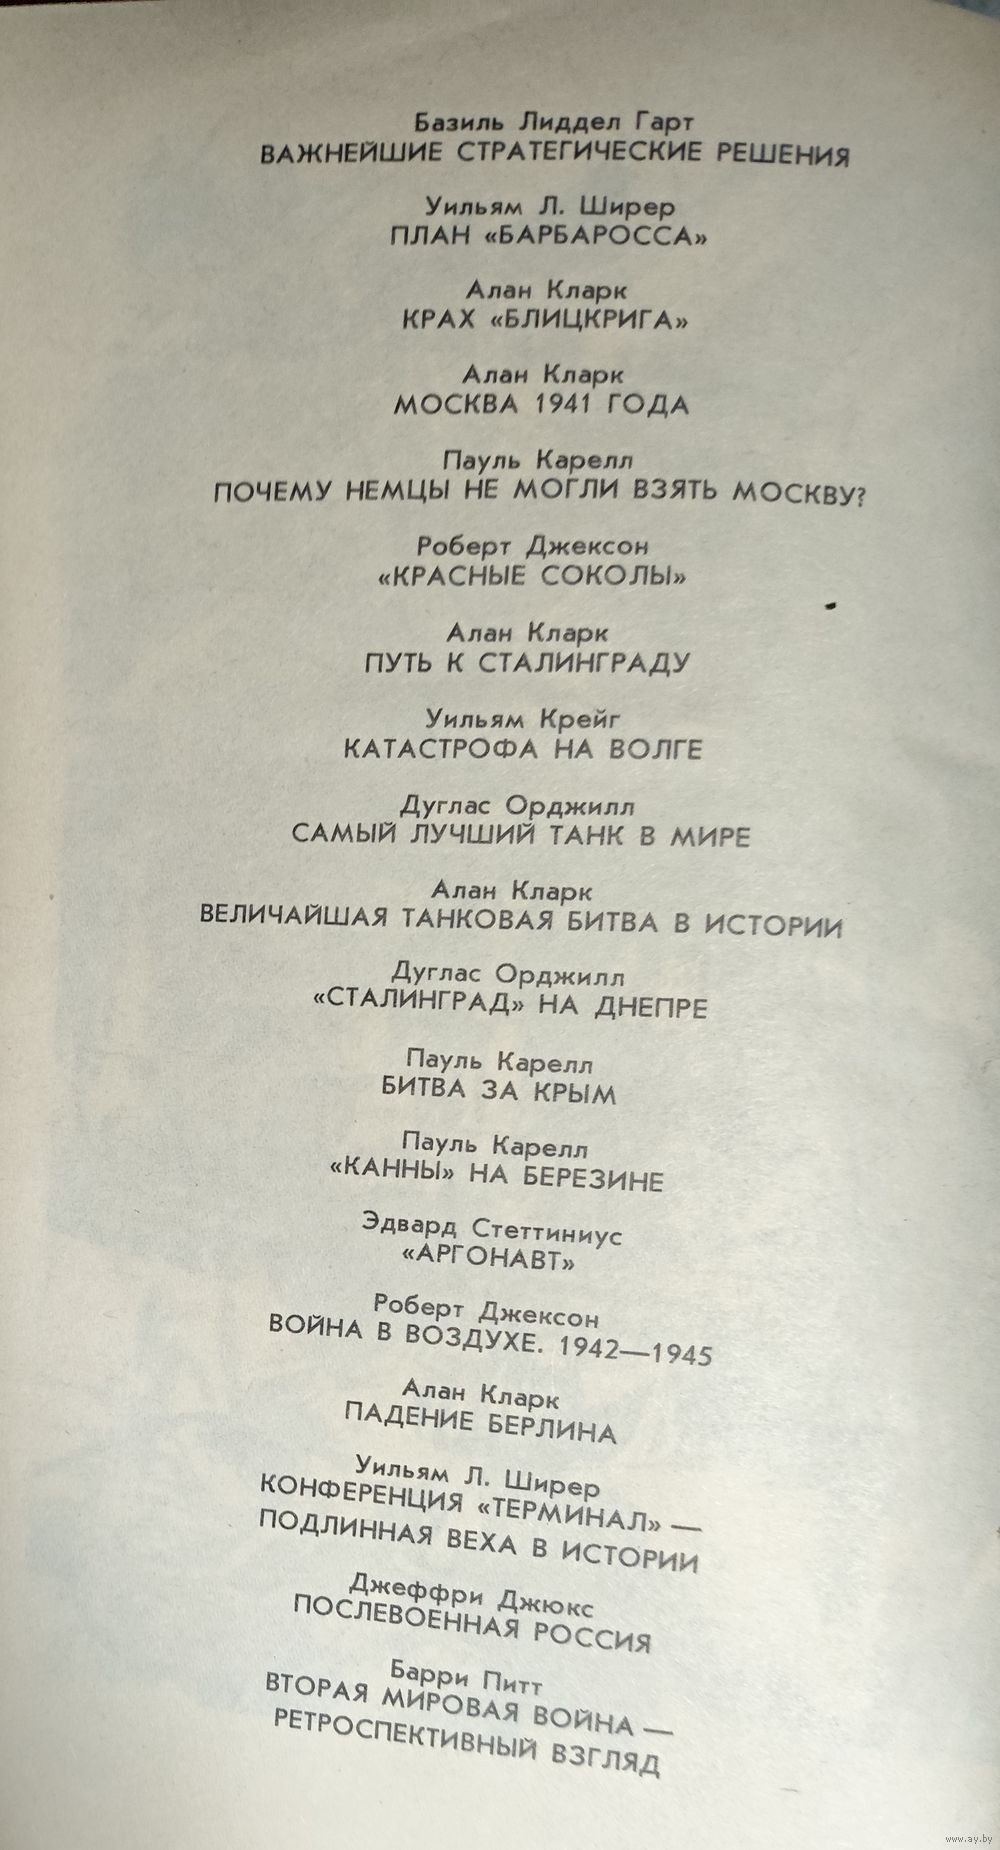 Базиль Лиддел Гарт
ВАЖНЕЙШИЕ СТРАТЕГИЧЕСКИЕ РЕШЕНИЯ
Уильям Л. Ширер
ПЛАН «БАРБАРОССА»
Алан Кларк
КРАХ «БЛИЦКРИГА»
Алан Кларк
МОСКВА 1941 ГОДА
Пауль Карелл
ПОЧЕМУ НЕМЦЫ НЕ МОГЛИ ВЗЯТЬ МОСКВУ?
Роберт Джексон
«КРАСНЫЕ СОКОЛЫ»
Алан Кларк
ПУТЬ К СТАЛИНГРАДУ
Уильям Крейг
КАТАСТРОФА НА ВОЛГЕ
Дуглас Орджилл
САМЫЙ ЛУЧШИЙ ТАНК В МИРЕ
Алан Кларк
ВЕЛИЧАЙШАЯ ТАНКОВАЯ БИТВА В ИСТОРИИ
Дуглас Орджилл
«СТАЛИНГРАД» НА ДНЕПРЕ
Пауль Карелл
БИТВА ЗА КРЫМ
Пауль Карелл
«КАННЫ» НА БЕРЕЗИНЕ
Эдвард Стеттиниус
«АРГОНАВТ»
Роберт Джексон
ВОЙНА В ВОЗДУХЕ. 1942—1945
Алан Кларк
ПАДЕНИЕ БЕРЛИНА
Уильям Л. Ширер
КОНФЕРЕНЦИЯ «ТЕРМИНАЛ» —
ПОДЛИННАЯ ВЕХА В ИСТОРИИ
Джеффри Джюкс
ПОСЛЕВОЕННАЯ РОССИЯ
Барри Питт
ВТОРАЯ МИРОВАЯ ВОЙНА —
РЕТРОСПЕКТИВНЫЙ ВЗГЛЯД
www.ay.by